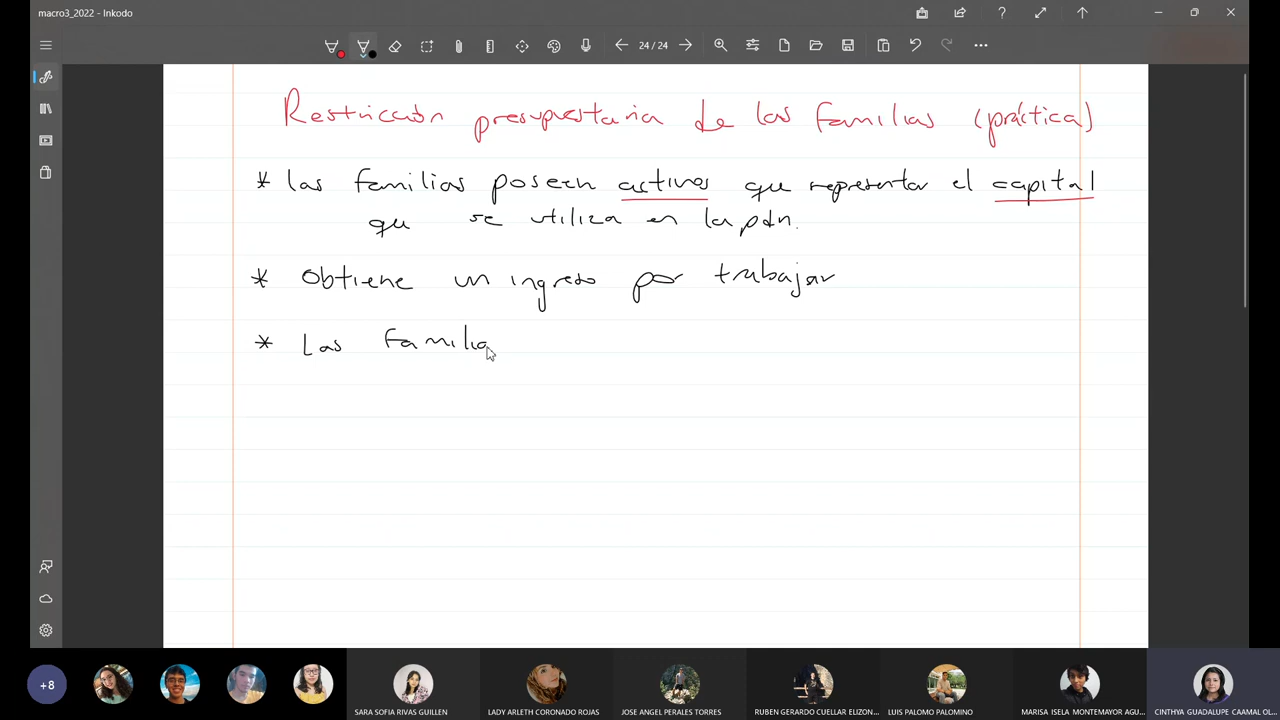 macro3_2022 - Inkodo
24 / 24
Restricción presupuestaria de las familias (práctica)
* las familias poseen activos que representan el capital
que se utiliza en la pdn.
* Obtiene un ingreso por trabajar
* Las familia
+8
SARA SOFIA RIVAS GUILLEN
LADY ARLETH CORONADO ROJAS
JOSE ANGEL PERALES TORRES
RUBEN GERARDO CUELLAR ELIZON...
LUIS PALOMO PALOMINO
MARISA ISELA MONTEMAYOR AGU...
CINTHYA GUADALUPE CAAMAL OL...